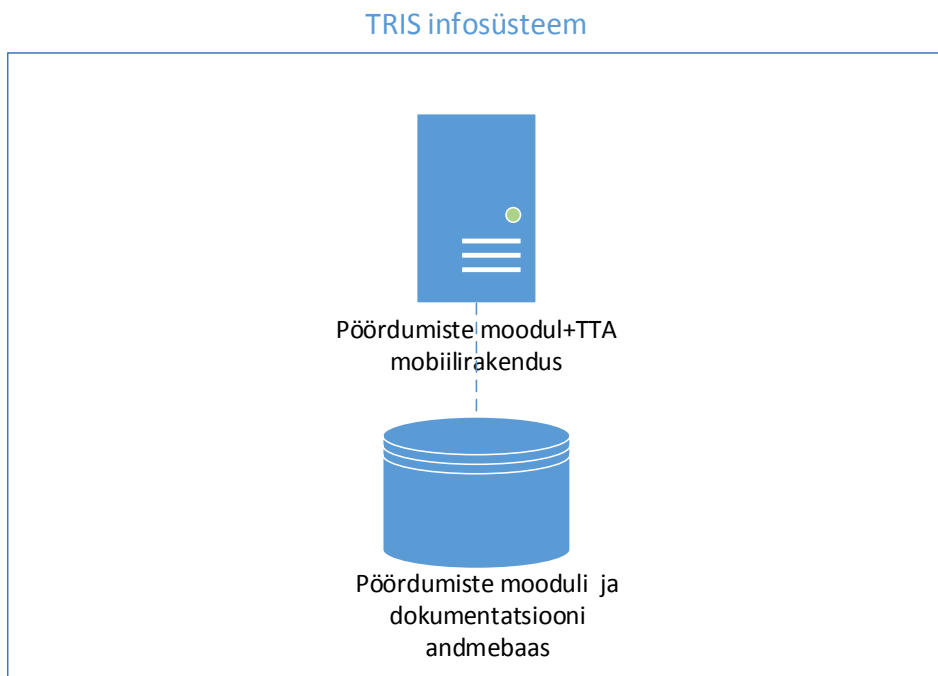 TRIS infosüsteem
Pöördumiste moodul+TTA
mobiilirakendus
Pöördumiste mooduli ja
dokumentatsiooni
andmebaas